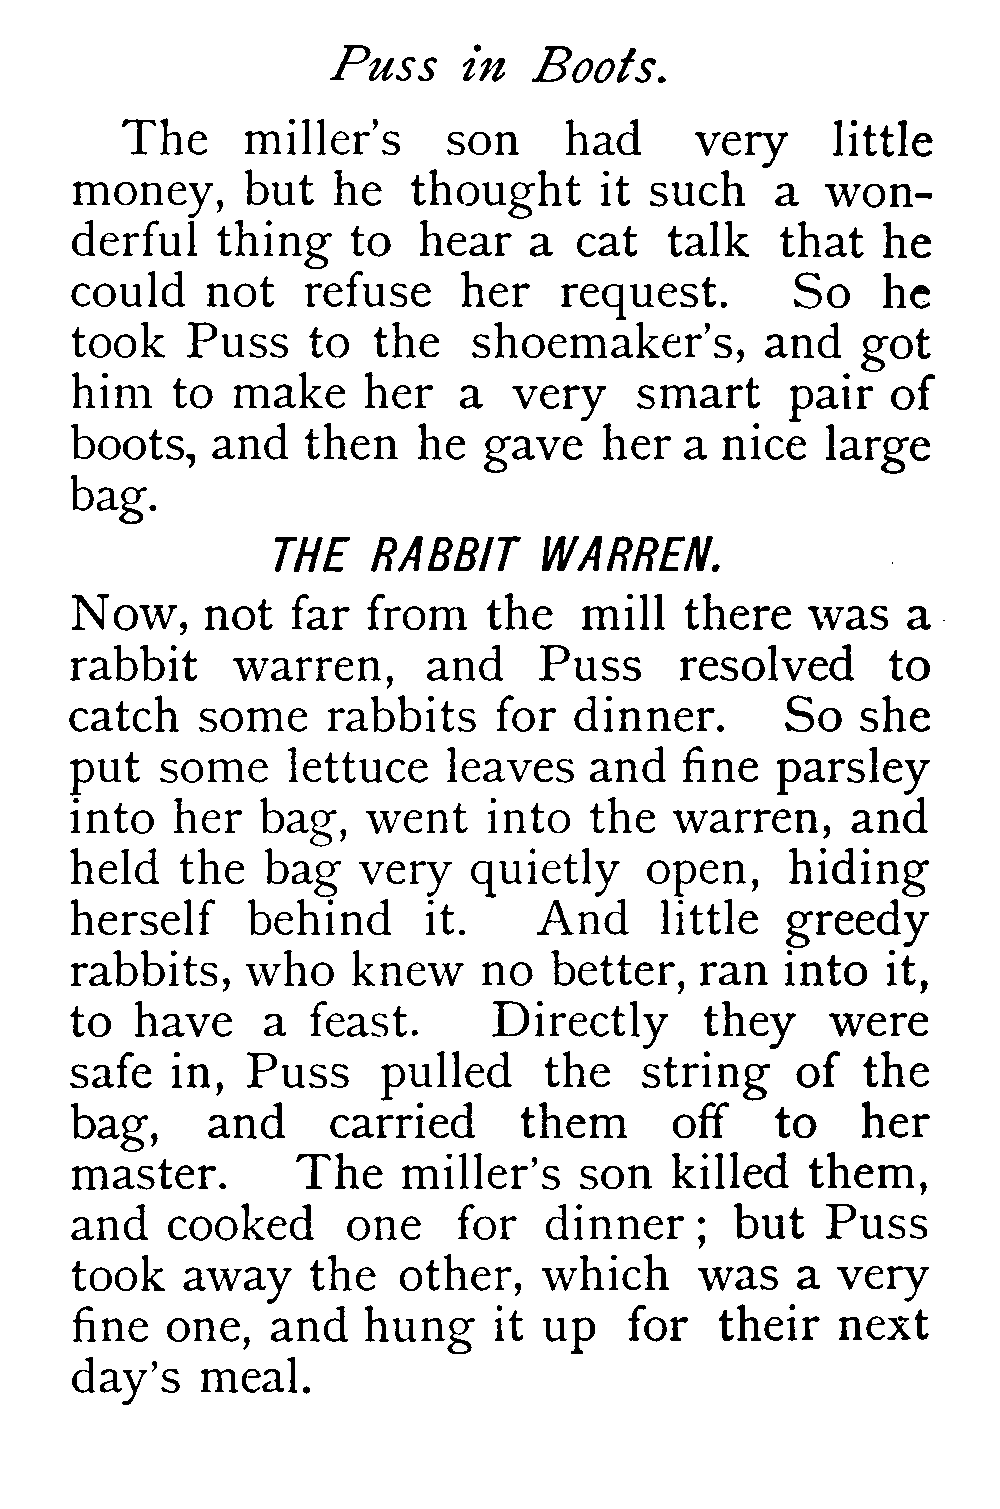 Puss in Boots.
The miller's son had very little
money, but he thought it such a won-
derful thing to hear a cat talk that he
could not refuse her request. So he
took Puss to the shoemaker's, and got
him to make her a very smart pair of
boots, and then he gave her a nice large
bag.
THE RABBIT WARREN.
Now, not far from the mill there was a
rabbit warren, and Puss resolved to
catch some rabbits for dinner. So she
put some lettuce leaves and fine parsley
into her bag, went into the warren, and
held the bag very quietly open, hiding
herself behind it. And little greedy
rabbits, who knew no better, ran into it,
to have a feast. Directly they were
safe in, Puss pulled the string of the
bag, and carried them off to her
master. The miller's son killed them,
and cooked one for dinner; but Puss
took away the other, which was a very
fine one, and hung it up for their next
day's meal.